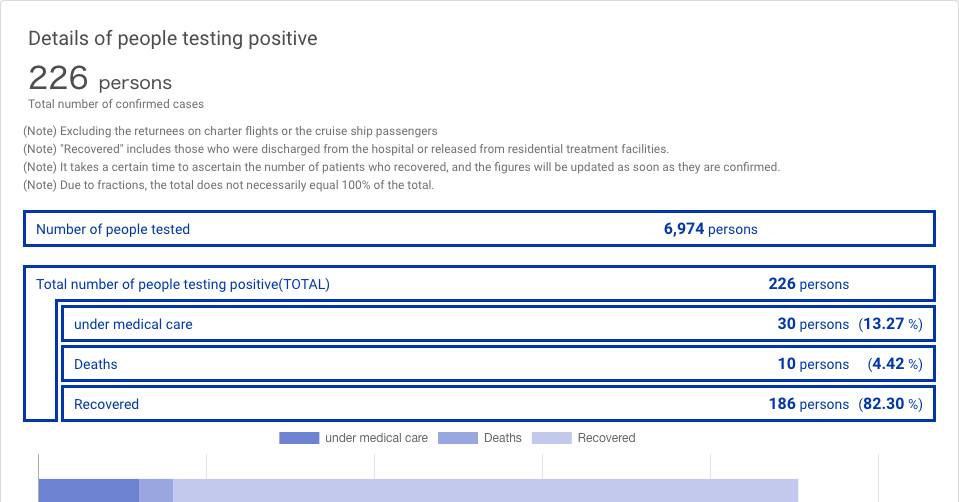 Details of people testing positive
226 persons
Total number of confirmed cases
(Note) Excluding the returnees on charter flights or the cruise ship passengers
(Note) "Recovered" includes those who were discharged from the hospital or released from residential treatment facilities.
(Note) It takes a certain time to ascertain the number of patients who recovered, and the figures will be updated as soon as they are confirmed.
(Note) Due to fractions, the total does not necessarily equal 100% of the total.
Number of people tested 6,974 persons
Total number of people testing positive(TOTAL) 226 persons
under medical care 30 persons (13.27 %)
Deaths 10 persons (4.42 %)
Recovered 186 persons (82.30 %)
under medical care Deaths Recovered